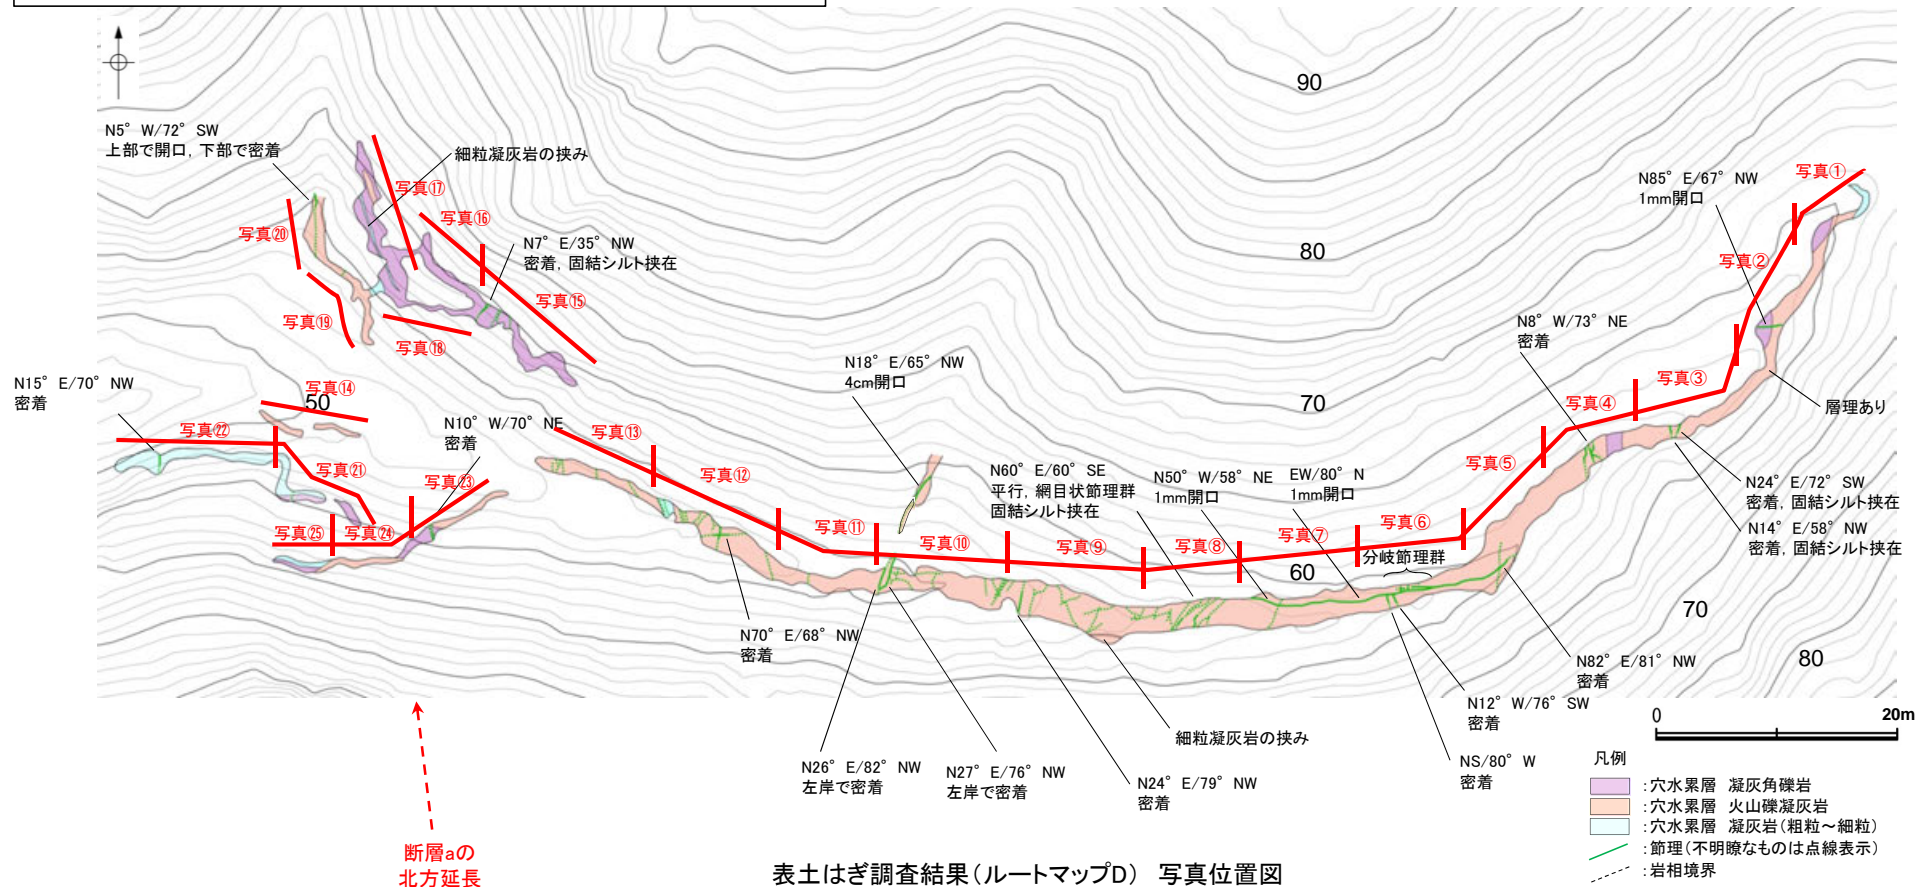 90
N5° W/72° SW
上部で開口, 下部で密着
細粒凝灰岩の挟み
写真⑰
写真⑯
写真①
N85° E/67° NW
1mm開口
写真⑳
N7° E/35° NW
密着, 固結シルト挟在
80
写真②
写真⑮
写真⑲
写真⑱
N8° W/73° NE
密着
N18° E/65° NW
4cm開口
N15° E/70° NW
密着
写真⑭
50
70
写真③
写真④
層理あり
N10° W/70° NE
密着
写真㉒
写真⑬
写真⑫
写真㉑
写真㉓
写真⑤
N60° E/60° SE
平行, 網目状節理群
固結シルト挟在
N50° W/58° NE
1mm開口
EW/80° N
1mm開口
N24° E/72° SW
密着, 固結シルト挟在
N14° E/58° NW
密着, 固結シルト挟在
写真㉕
写真㉔
写真⑪
写真⑩
写真⑨
写真⑧
写真⑦
写真⑥
分岐節理群
60
70
N70° E/68° NW
密着
80
N82° E/81° NW
密着
N12° W/76° SW
密着
細粒凝灰岩の挟み
NS/80° W
密着
N26° E/82° NW
左岸で密着
N27° E/76° NW
左岸で密着
N24° E/79° NW
密着
0
20m
凡例
:穴水累層 凝灰角礫岩
:穴水累層 火山礫凝灰岩
:穴水累層 凝灰岩(粗粒～細粒)
:節理(不明瞭なものは点線表示)
:岩相境界
断層aの
北方延長
表土はぎ調査結果(ルートマップD) 写真位置図